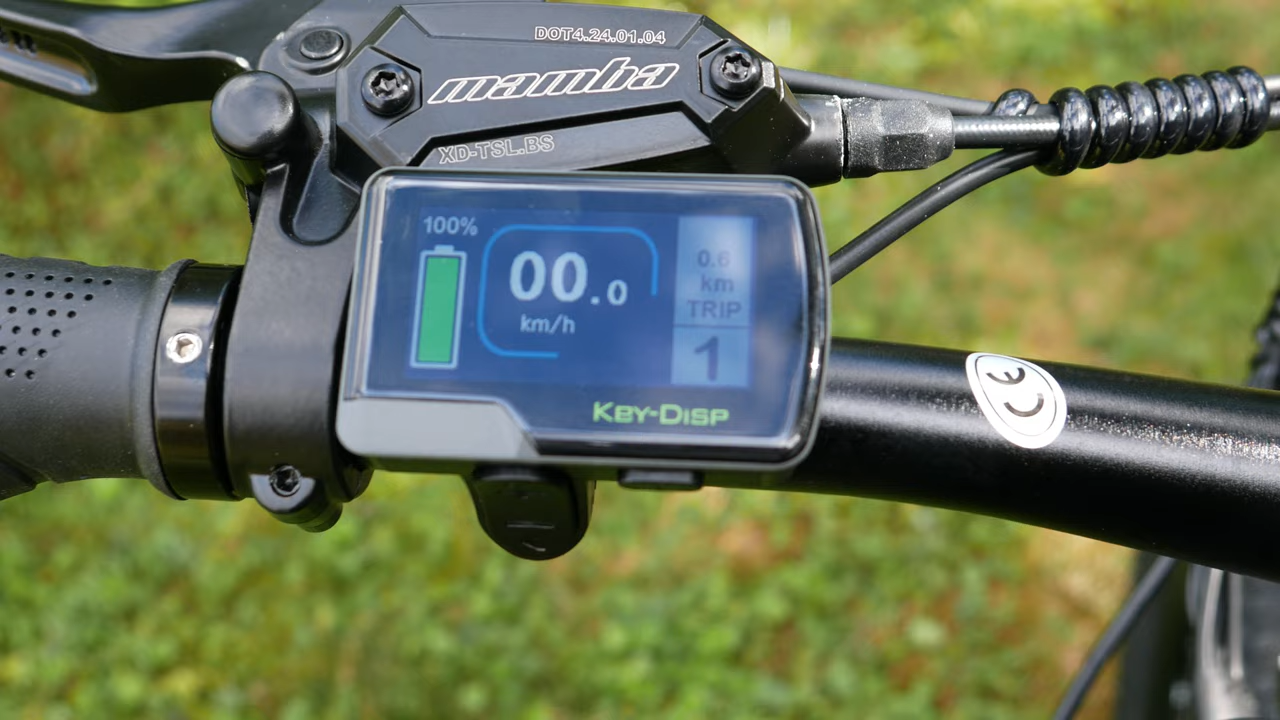 DOT4.24.01.04
mamba
XD-TSL.BS
100%
00.0
km/h
0.6
km
TRIP
1
KEY-DISP
CE